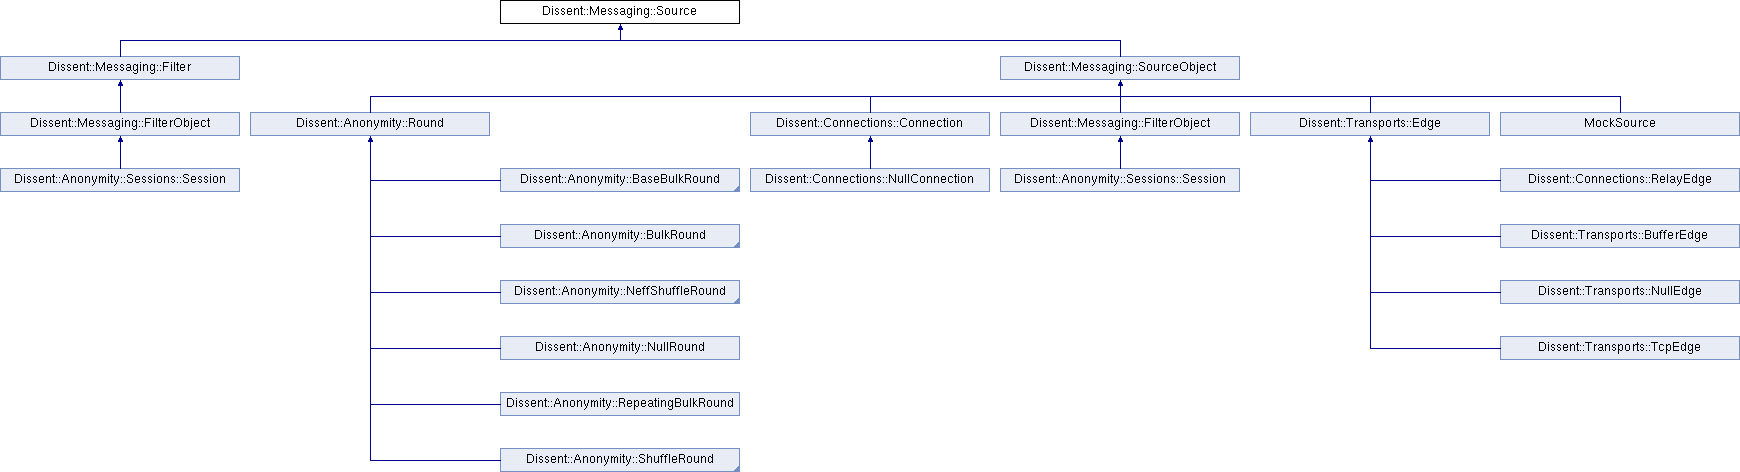 Dissent::Messaging::Source
Dissent::Messaging::Filter
Dissent::Messaging::SourceObject
Dissent::Messaging::FilterObject
Dissent::Anonymity::Round
Dissent::Connections::Connection
Dissent::Messaging::FilterObject
Dissent::Transports::Edge
MockSource
Dissent::Anonymity::Sessions::Session
Dissent::Anonymity::BaseBulkRound
Dissent::Connections::NullConnection
Dissent::Anonymity::Sessions::Session
Dissent::Connections::RelayEdge
Dissent::Anonymity::BulkRound
Dissent::Transports::BufferEdge
Dissent::Anonymity::NeffShuffleRound
Dissent::Transports::NullEdge
Dissent::Anonymity::NullRound
Dissent::Transports::TcpEdge
Dissent::Anonymity::RepeatingBulkRound
Dissent::Anonymity::ShuffleRound